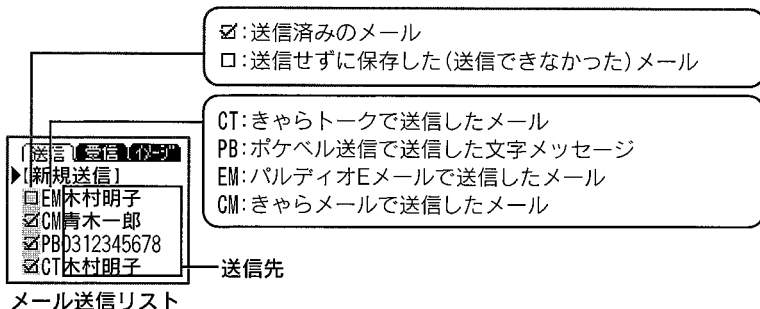 ☑:送信済みのメール
□:送信せずに保存した(送信できなかった)メール
CT:きゃらトークで送信したメール
PB:ポケベル送信で送信した文字メッセージ
EM:パルディオEメールで送信したメール
CM:きゃらメールで送信したメール
送信 受信 イメージ
▶[新規送信]
□EM木村明子
☑CM青木一郎
☑PB0312345678
☑CT木村明子
送信先
メール送信リスト